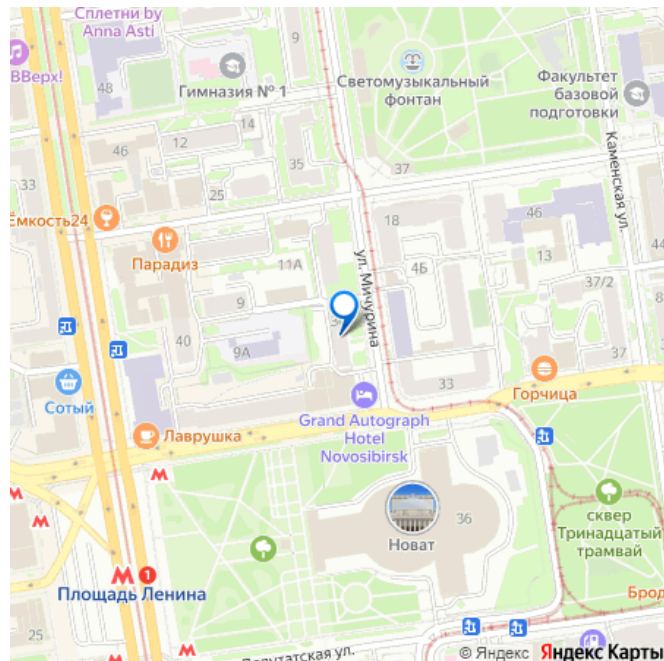 Сплетни by
Anna Asti
ВВерх!
48
Гимназия № 1
Светомузыкальный
фонтан
Факультет
базовой
подготовки
14
12
46
35
37
33
25
Каменская ул.
Ёмкость24
Парадиз
18
46
ул. Мичурина
11А
4Б
13
37/2
9
40
9А
33
37
Сотый
Горчица
Лаврушка
Grand Autograph
Hotel
Novosibirsk
36
Новат
сквер
Тринадцатый
трамвай
М 1
Площадь Ленина
Брод
25
Депутатская ул.
© Яндекс Яндекс Карты